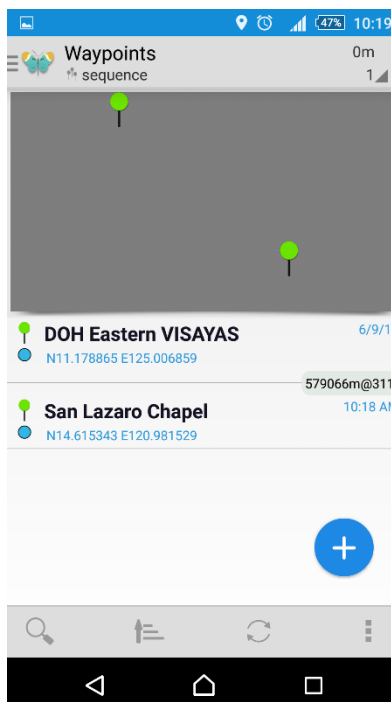 47% 10:19
Waypoints
0m
sequence
1
DOH Eastern VISAYAS
6/9/1
N11.178865 E125.006859
579066m@311
San Lazaro Chapel
10:18 AM
N14.615343 E120.981529